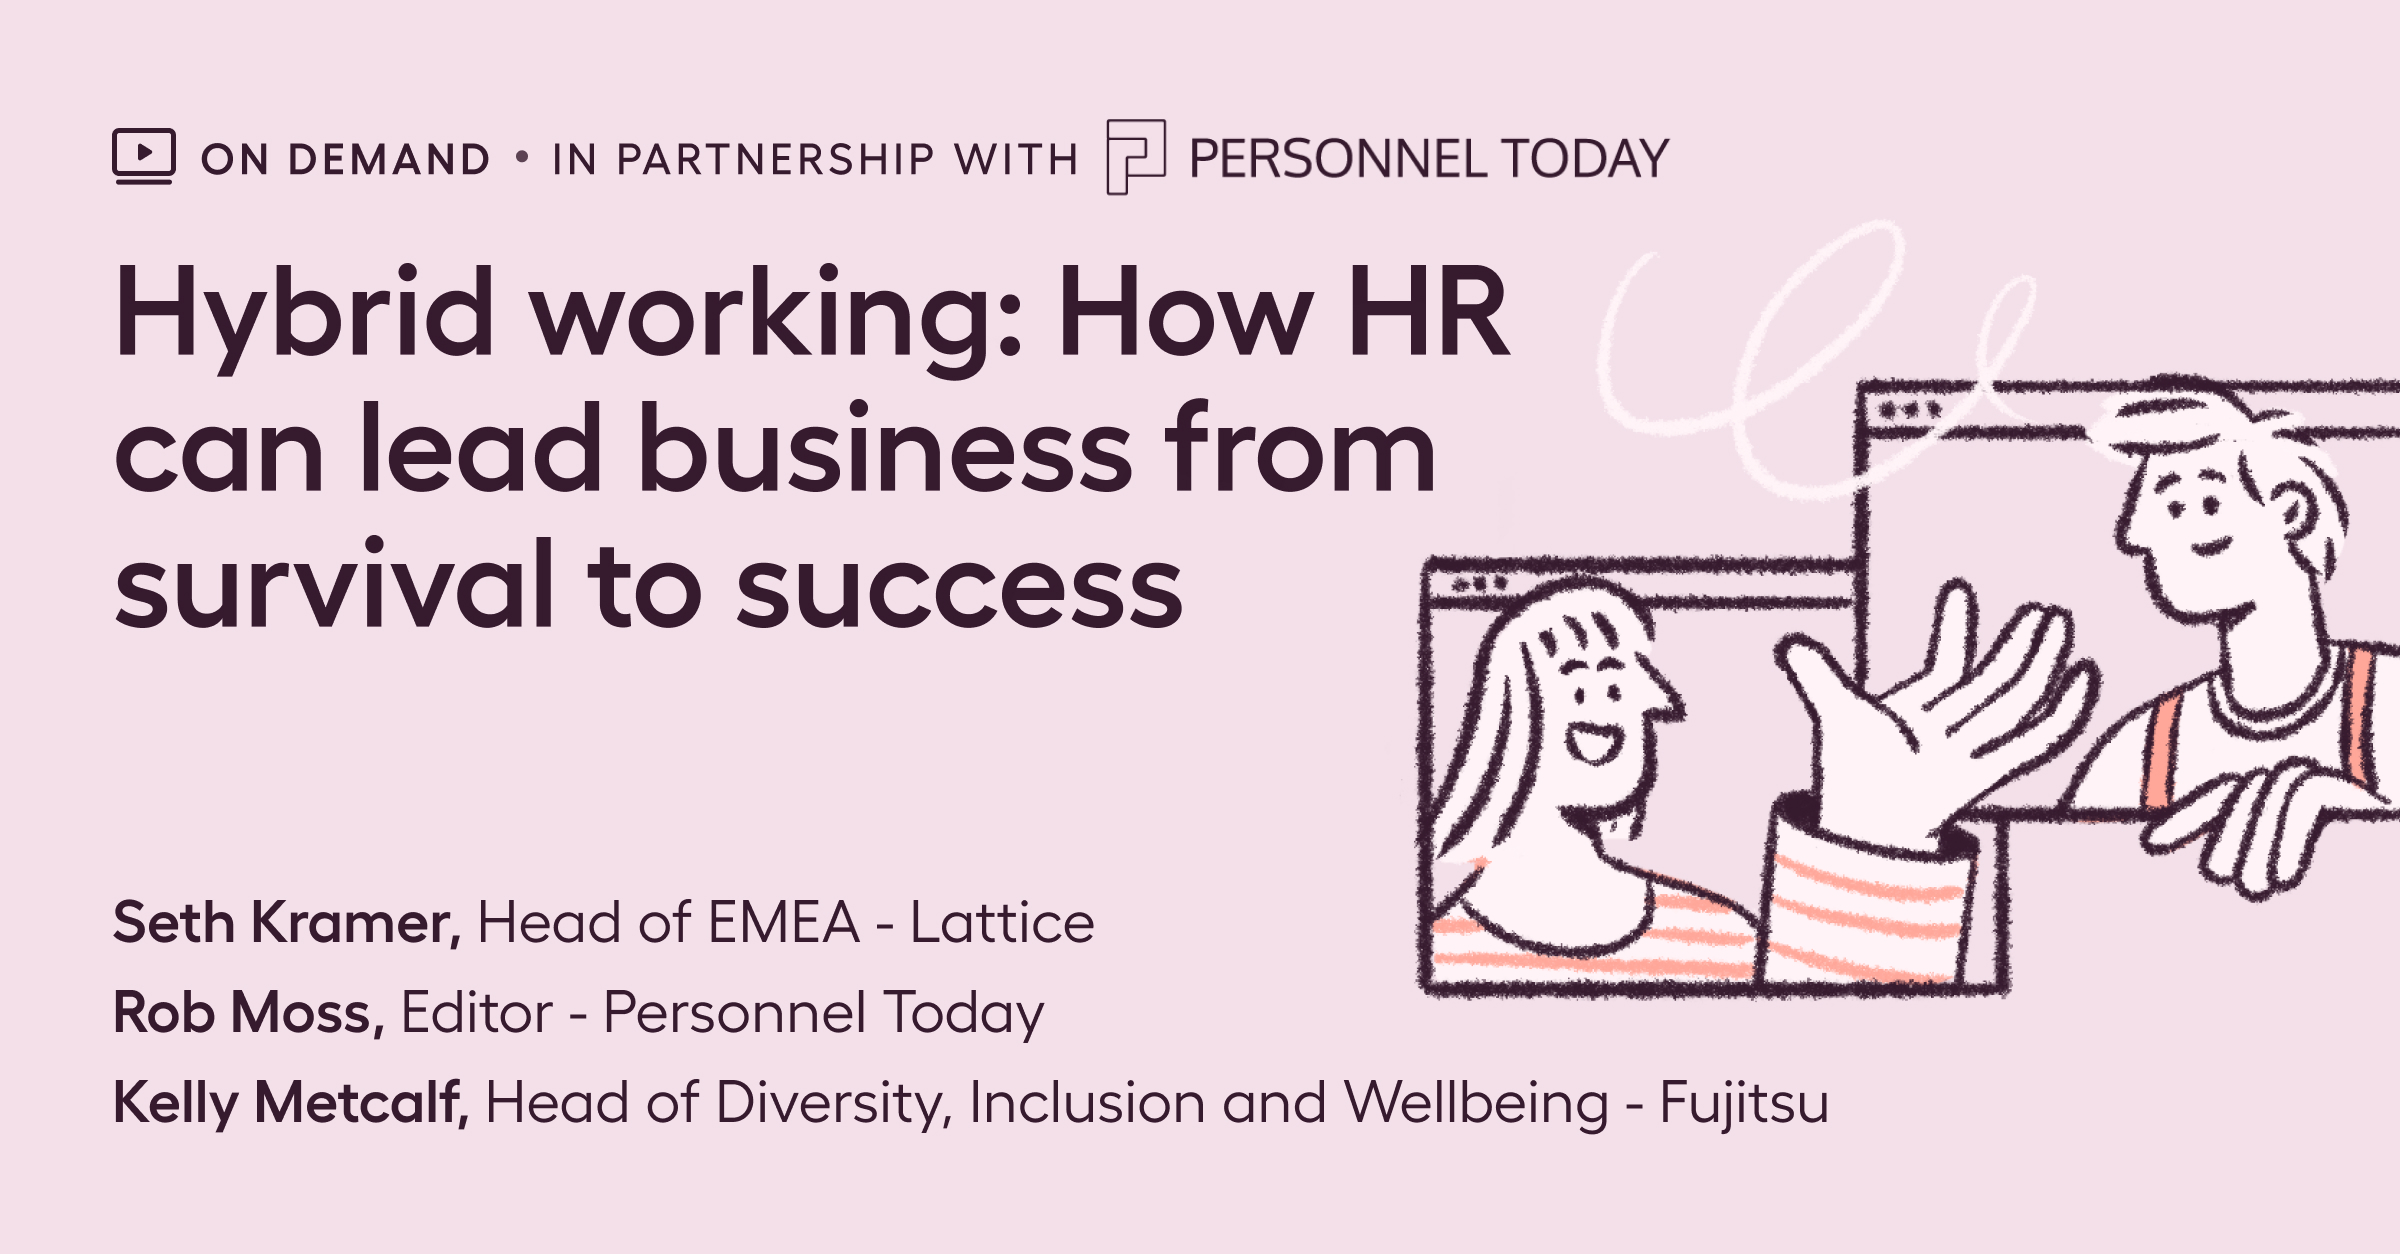 ON DEMAND • IN PARTNERSHIP WITH PERSONNEL TODAY
Hybrid working: How HR
can lead business from
survival to success
Seth Kramer, Head of EMEA - Lattice
Rob Moss, Editor - Personnel Today
Kelly Metcalf, Head of Diversity, Inclusion and Wellbeing - Fujitsu